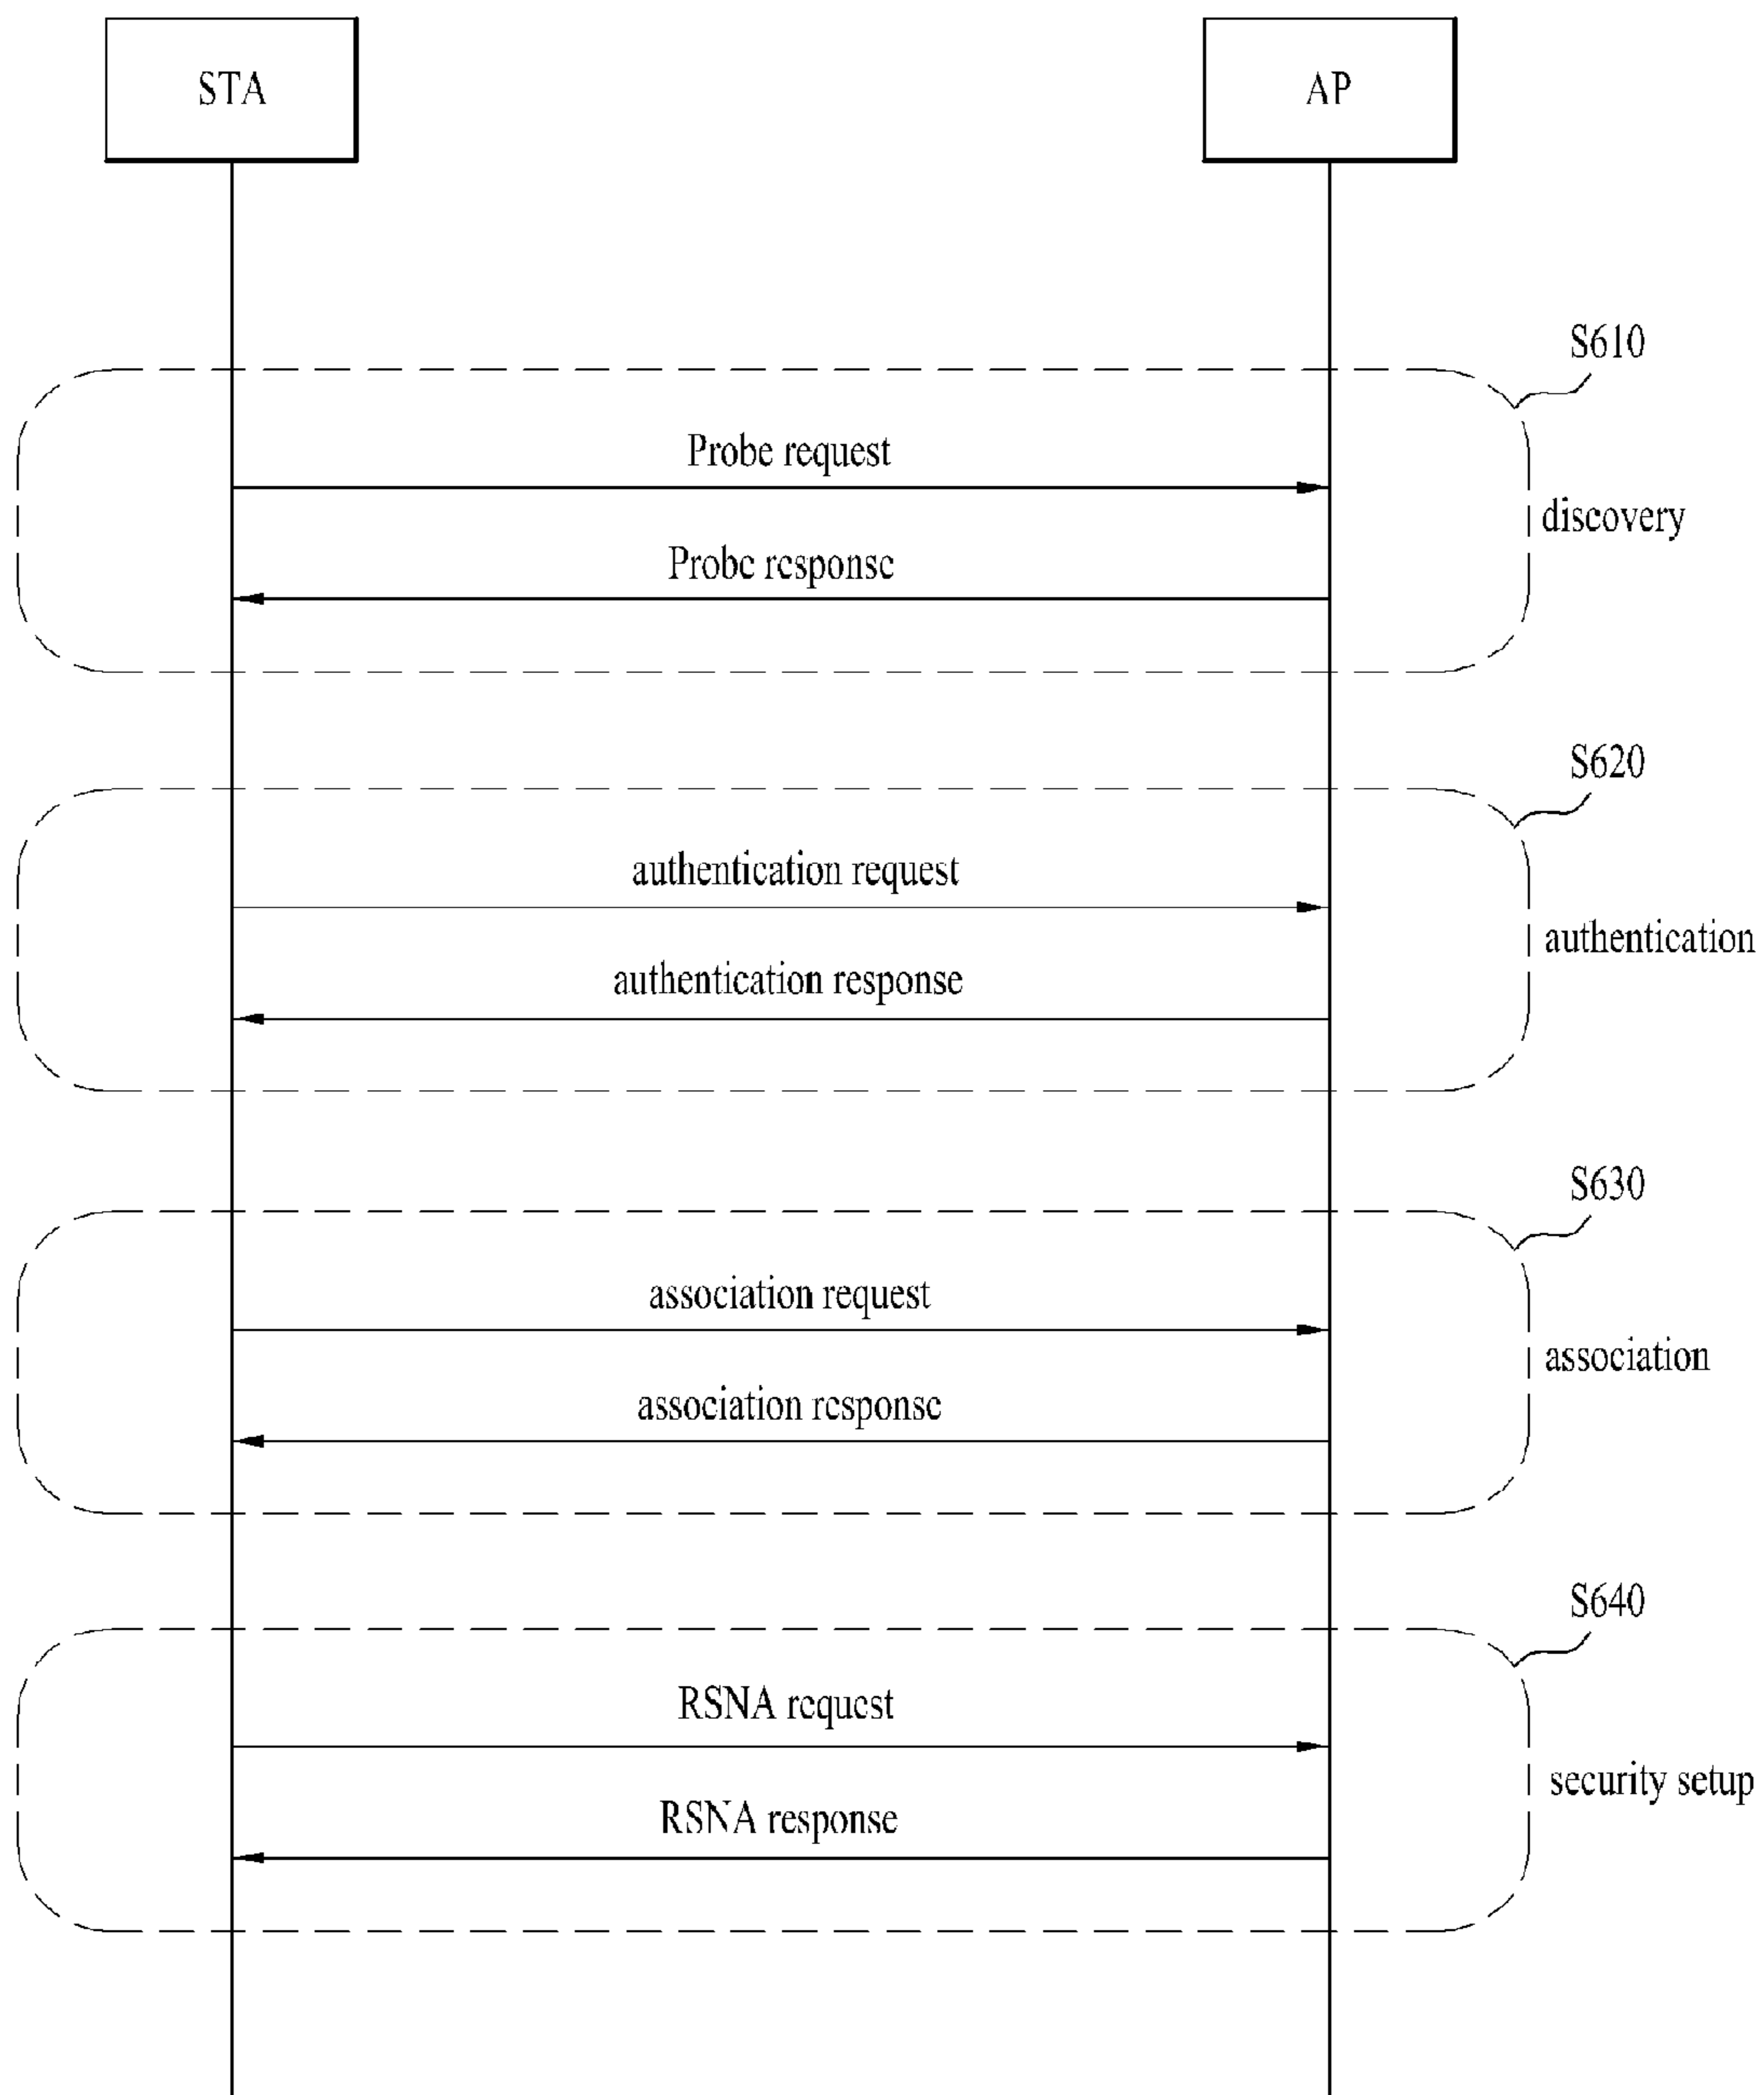 STA
AP
S610
Probe request
discovery
Probe response
S620
authentication request
authentication
authentication response
S630
association request
association
association response
S640
RSNA request
security setup
RSNA response